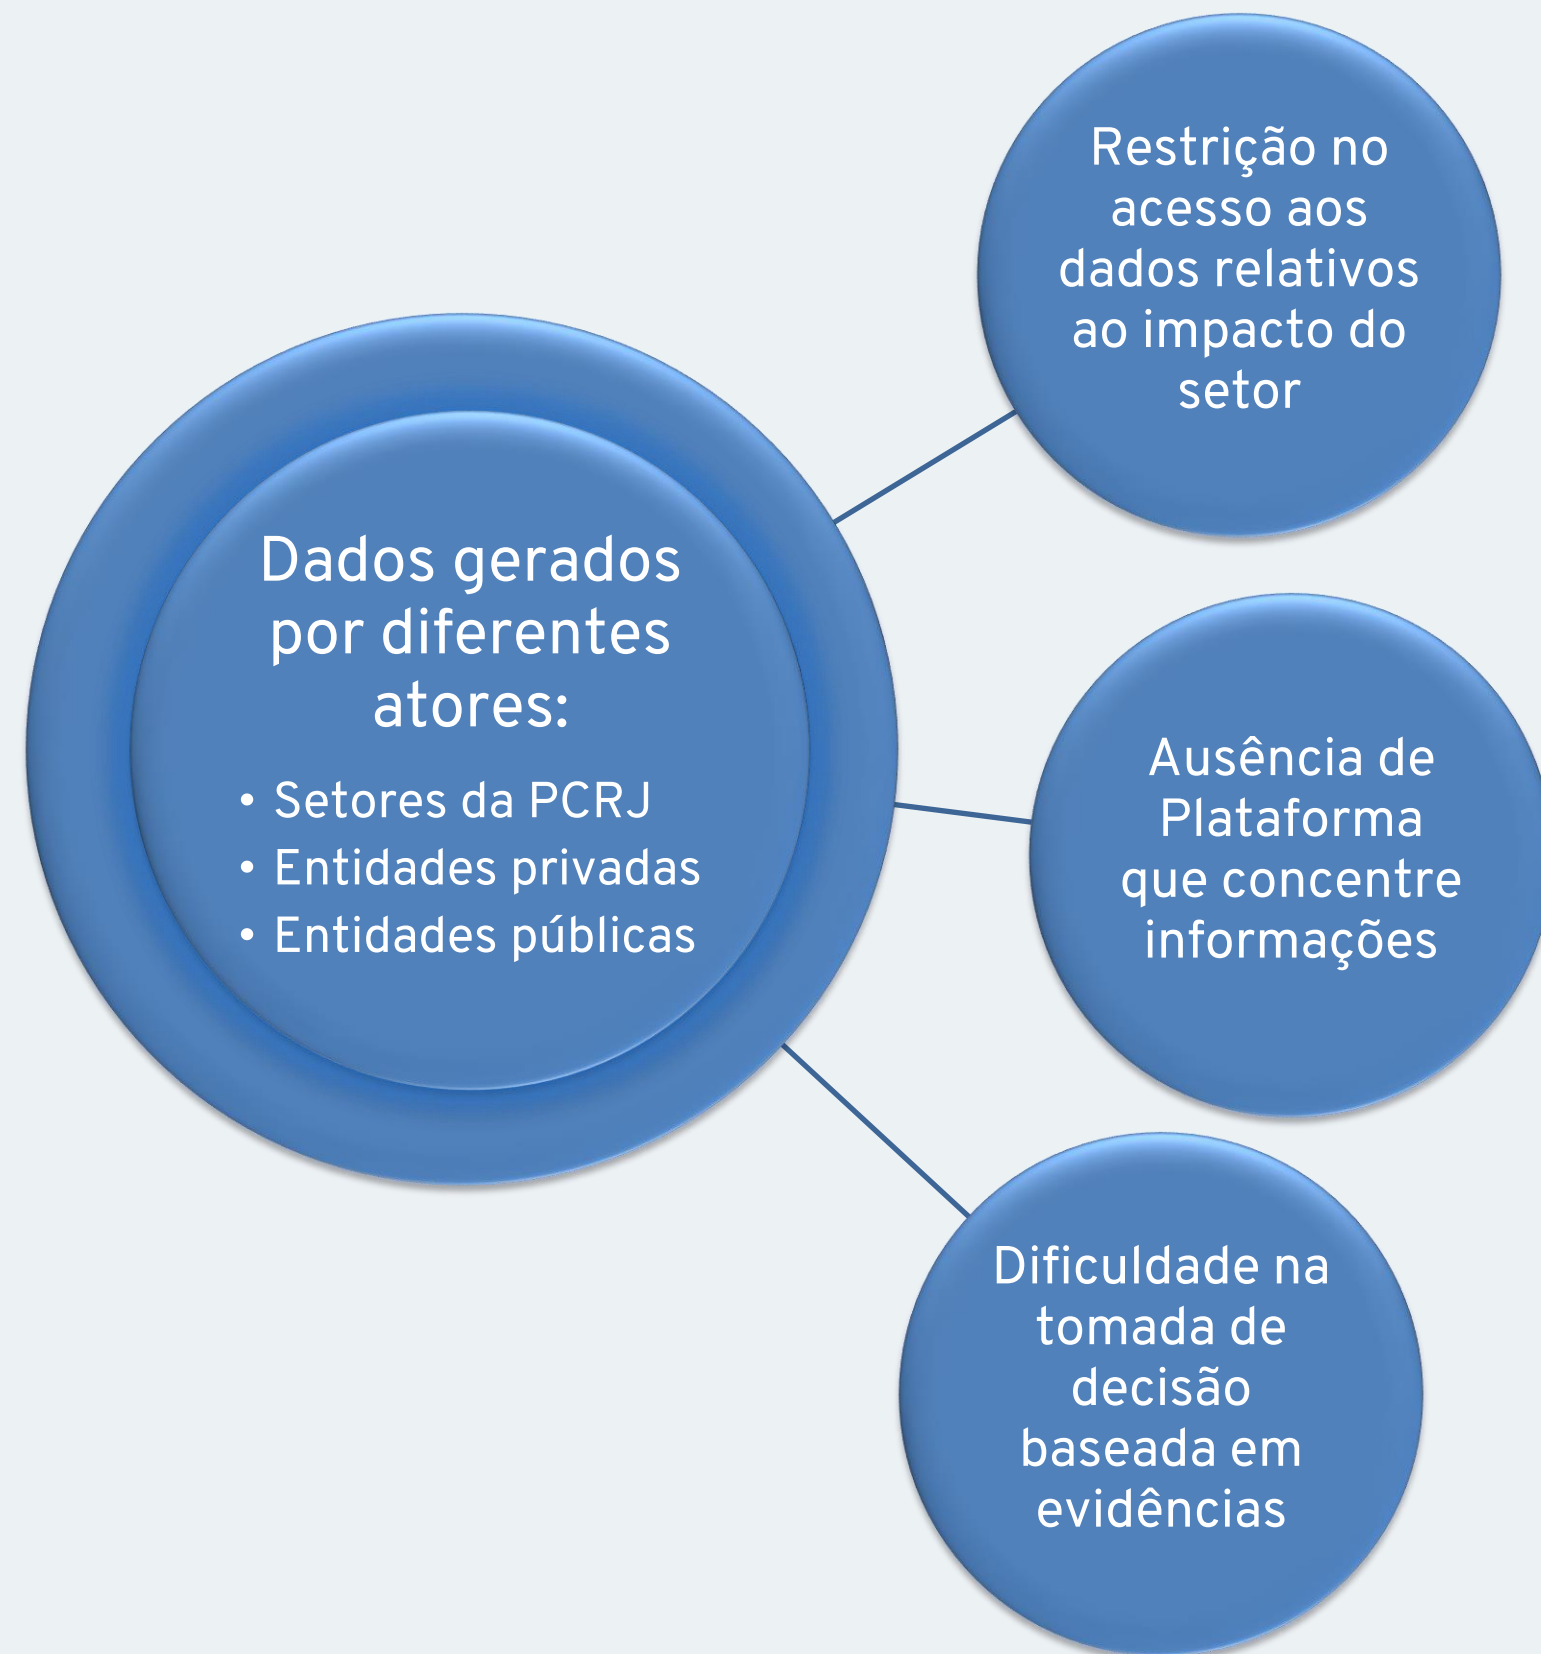 Dados gerados
por diferentes
atores:
• Setores da PCRJ
• Entidades privadas
• Entidades públicas
Restrição no
acesso aos
dados relativos
ao impacto do
setor
Ausência de
Plataforma
que concentre
informações
Dificuldade na
tomada de
decisão
baseada em
evidências